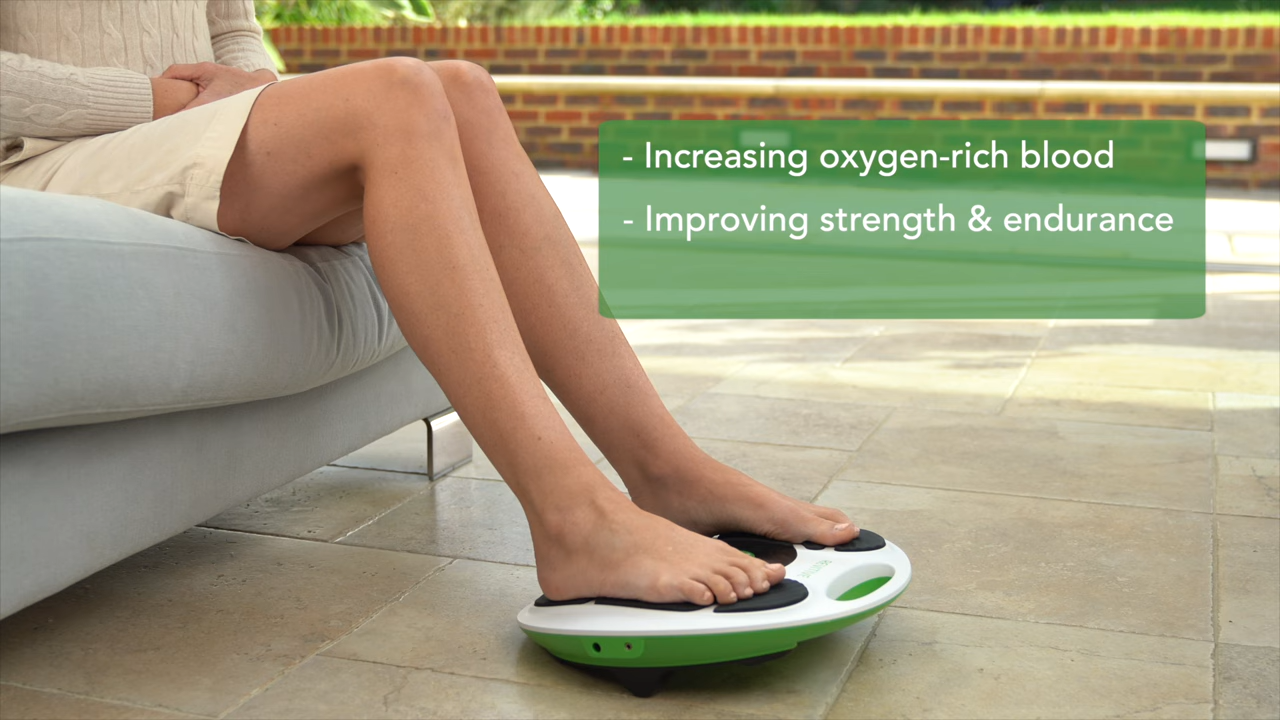 - Increasing oxygen-rich blood
- Improving strength & endurance